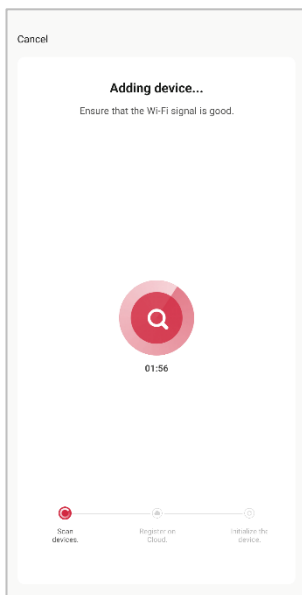 Cancel
Adding device...
Ensure that the Wi-Fi signal is good.
01:56
Scan
devices.
Register on
Cloud.
Initialize the
device.